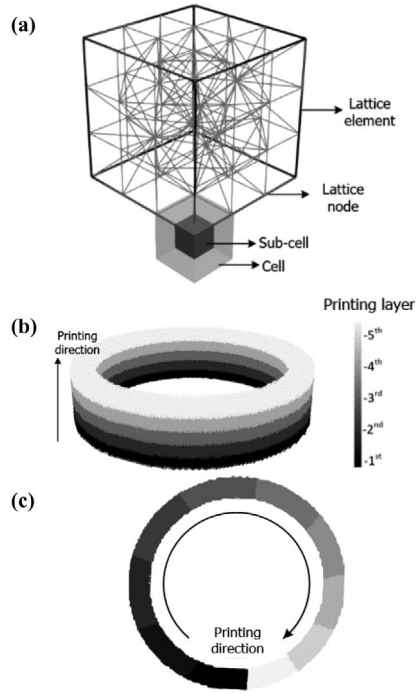 (a)
Lattice
element
Lattice
node
Sub-cell
Cell
Printing layer
(b)
Printing
direction
-5th
-4th
-3rd
-2nd
-1st
(c)
Printing
direction